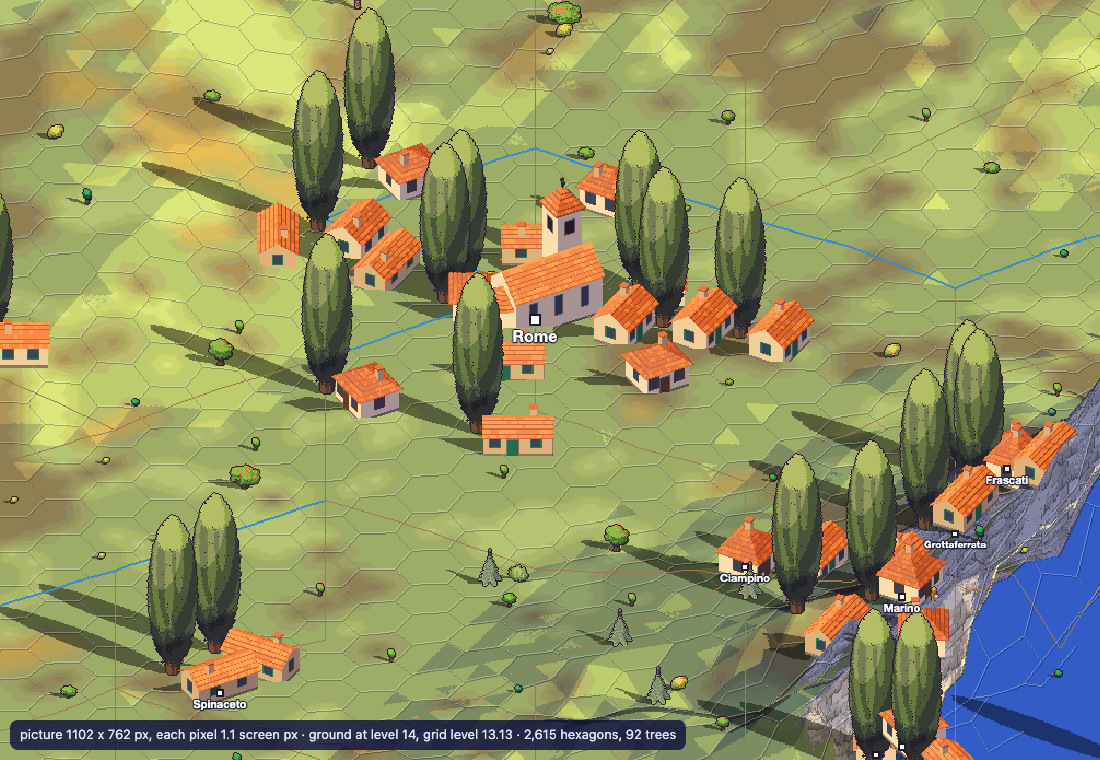 Rome
Frascati
Grottaferrata
Ciampino
Marino
Spinaceto
picture 1102 x 762 px, each pixel 1.1 screen px · ground at level 14, grid level 13.13 · 2,615 hexagons, 92 trees